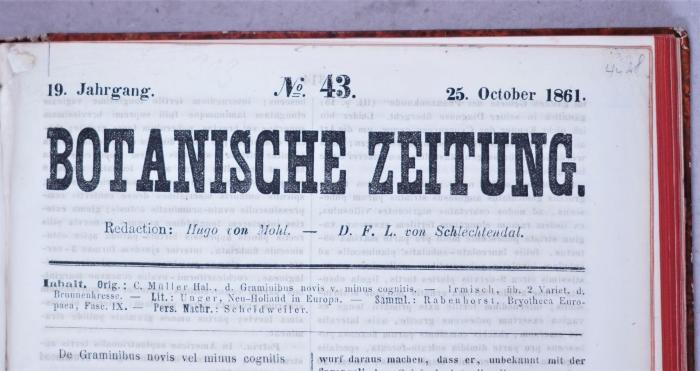 19. Jahrgang. No. 43. 25. October 1861.
BOTANISCHE ZEITUNG.
Redaction: Hugo von Mohl. — D. F. L. von Schlechtendal.
Inhalt. Orig.: C. Müller Hal., d. Graminibus novis v. minus cognitis. — Irmisch, üb. 2 Variet. d.
Brunnenkresse. — Lit.: Unger, Neu-Holland in Europa. — Samml.: Rabenhorst, Bryotheca Euro-
paea, Fasc. IX. — Pers. Nachr.: Scheidweiler.
De Graminibus novis vel minus cognitis
wurf daraus machen, dass er, unbekannt mit der